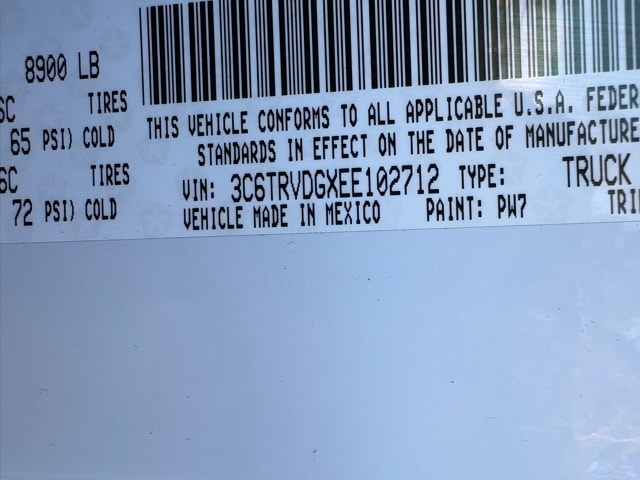 8900 LB
6C TIRES
65 PSI) COLD
6C TIRES
72 PSI) COLD
THIS VEHICLE CONFORMS TO ALL APPLICABLE U.S.A. FEDER
STANDARDS IN EFFECT ON THE DATE OF MANUFACTURE
VIN: 3C6TRVDGXEE102712 TYPE: TRUCK
VEHICLE MADE IN MEXICO PAINT: PW7 TRI